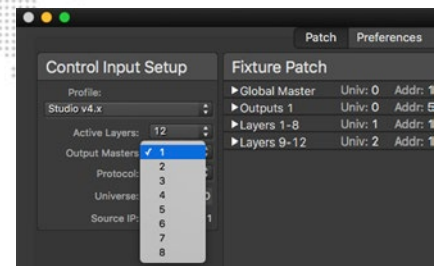 Patch Preferences
Control Input Setup
Profile:
Studio v4.x
Active Layers: 12
Output Masters ✓ 1
2
Protocol: 3
Universe: 4
5
Source IP: 6
7
8
Fixture Patch
▶Global Master Univ: 0 Addr: 1
▶Outputs 1 Univ: 0 Addr: 5
▶Layers 1-8 Univ: 1 Addr: 1
▶Layers 9-12 Univ: 2 Addr: 1